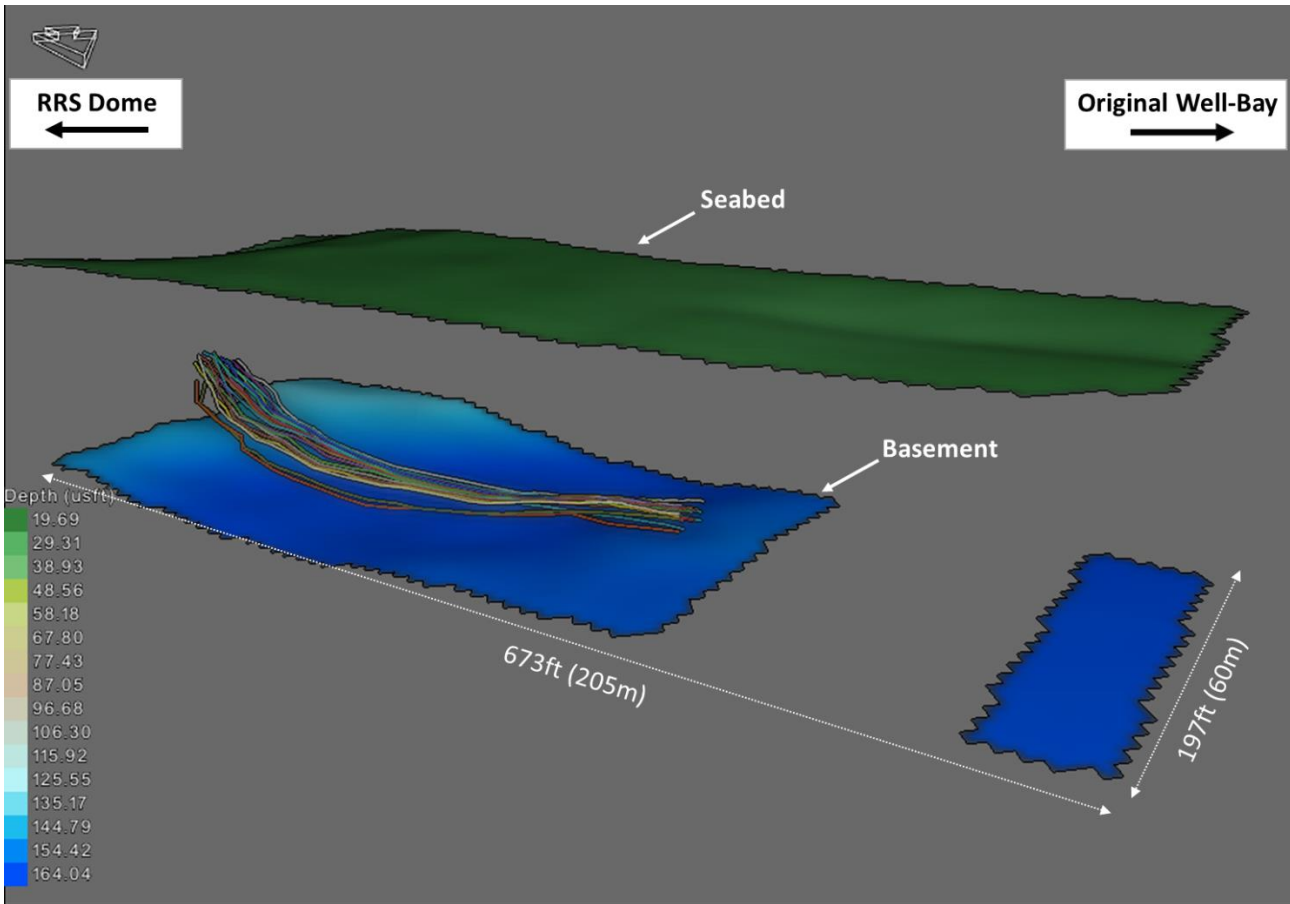 RRS Dome
Original Well-Bay
Seabed
Basement
Depth (usft)
19.69
29.31
38.93
48.56
58.18
67.80
77.43
87.05
96.68
106.30
115.92
125.55
135.17
144.79
154.42
164.04
673ft (205m)
197ft (60m)